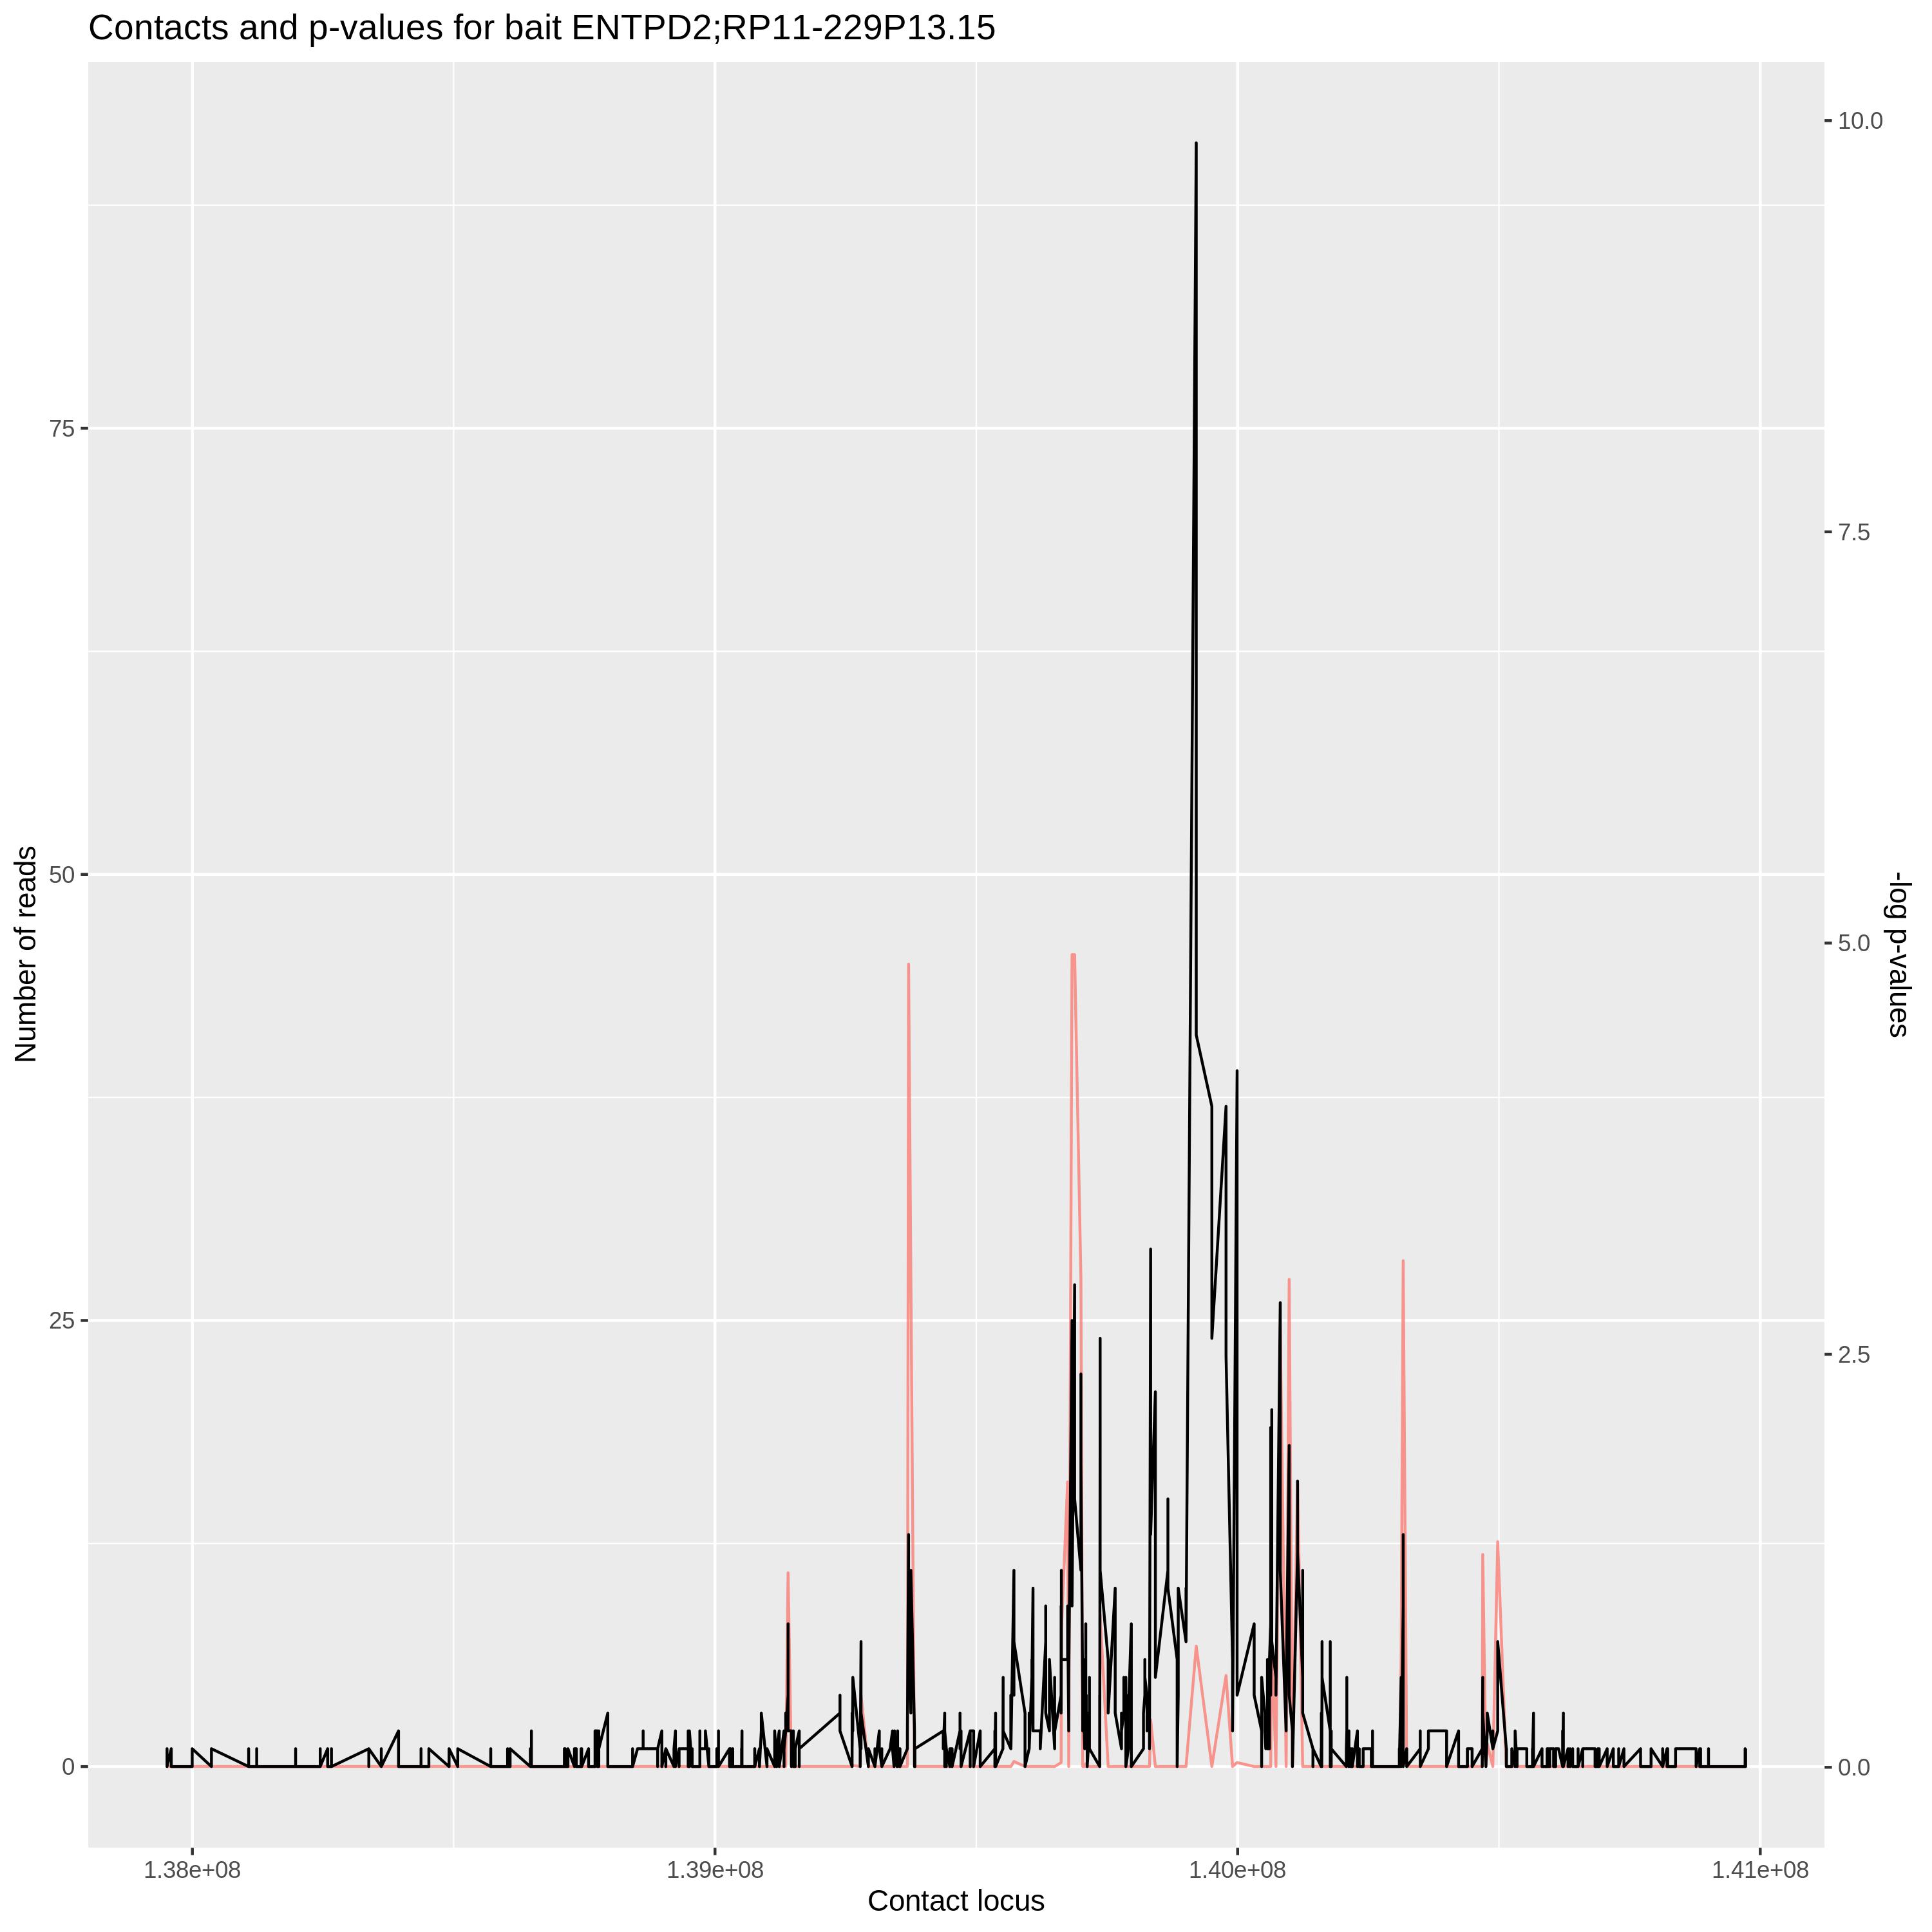 Contacts and p-values for bait ENTPD2;RP11-229P13.15
10.0
7.5
5.0
2.5
0.0
75
50
25
0
Number of reads
-log p-values
1.38e+08
1.39e+08
1.40e+08
1.41e+08
Contact locus